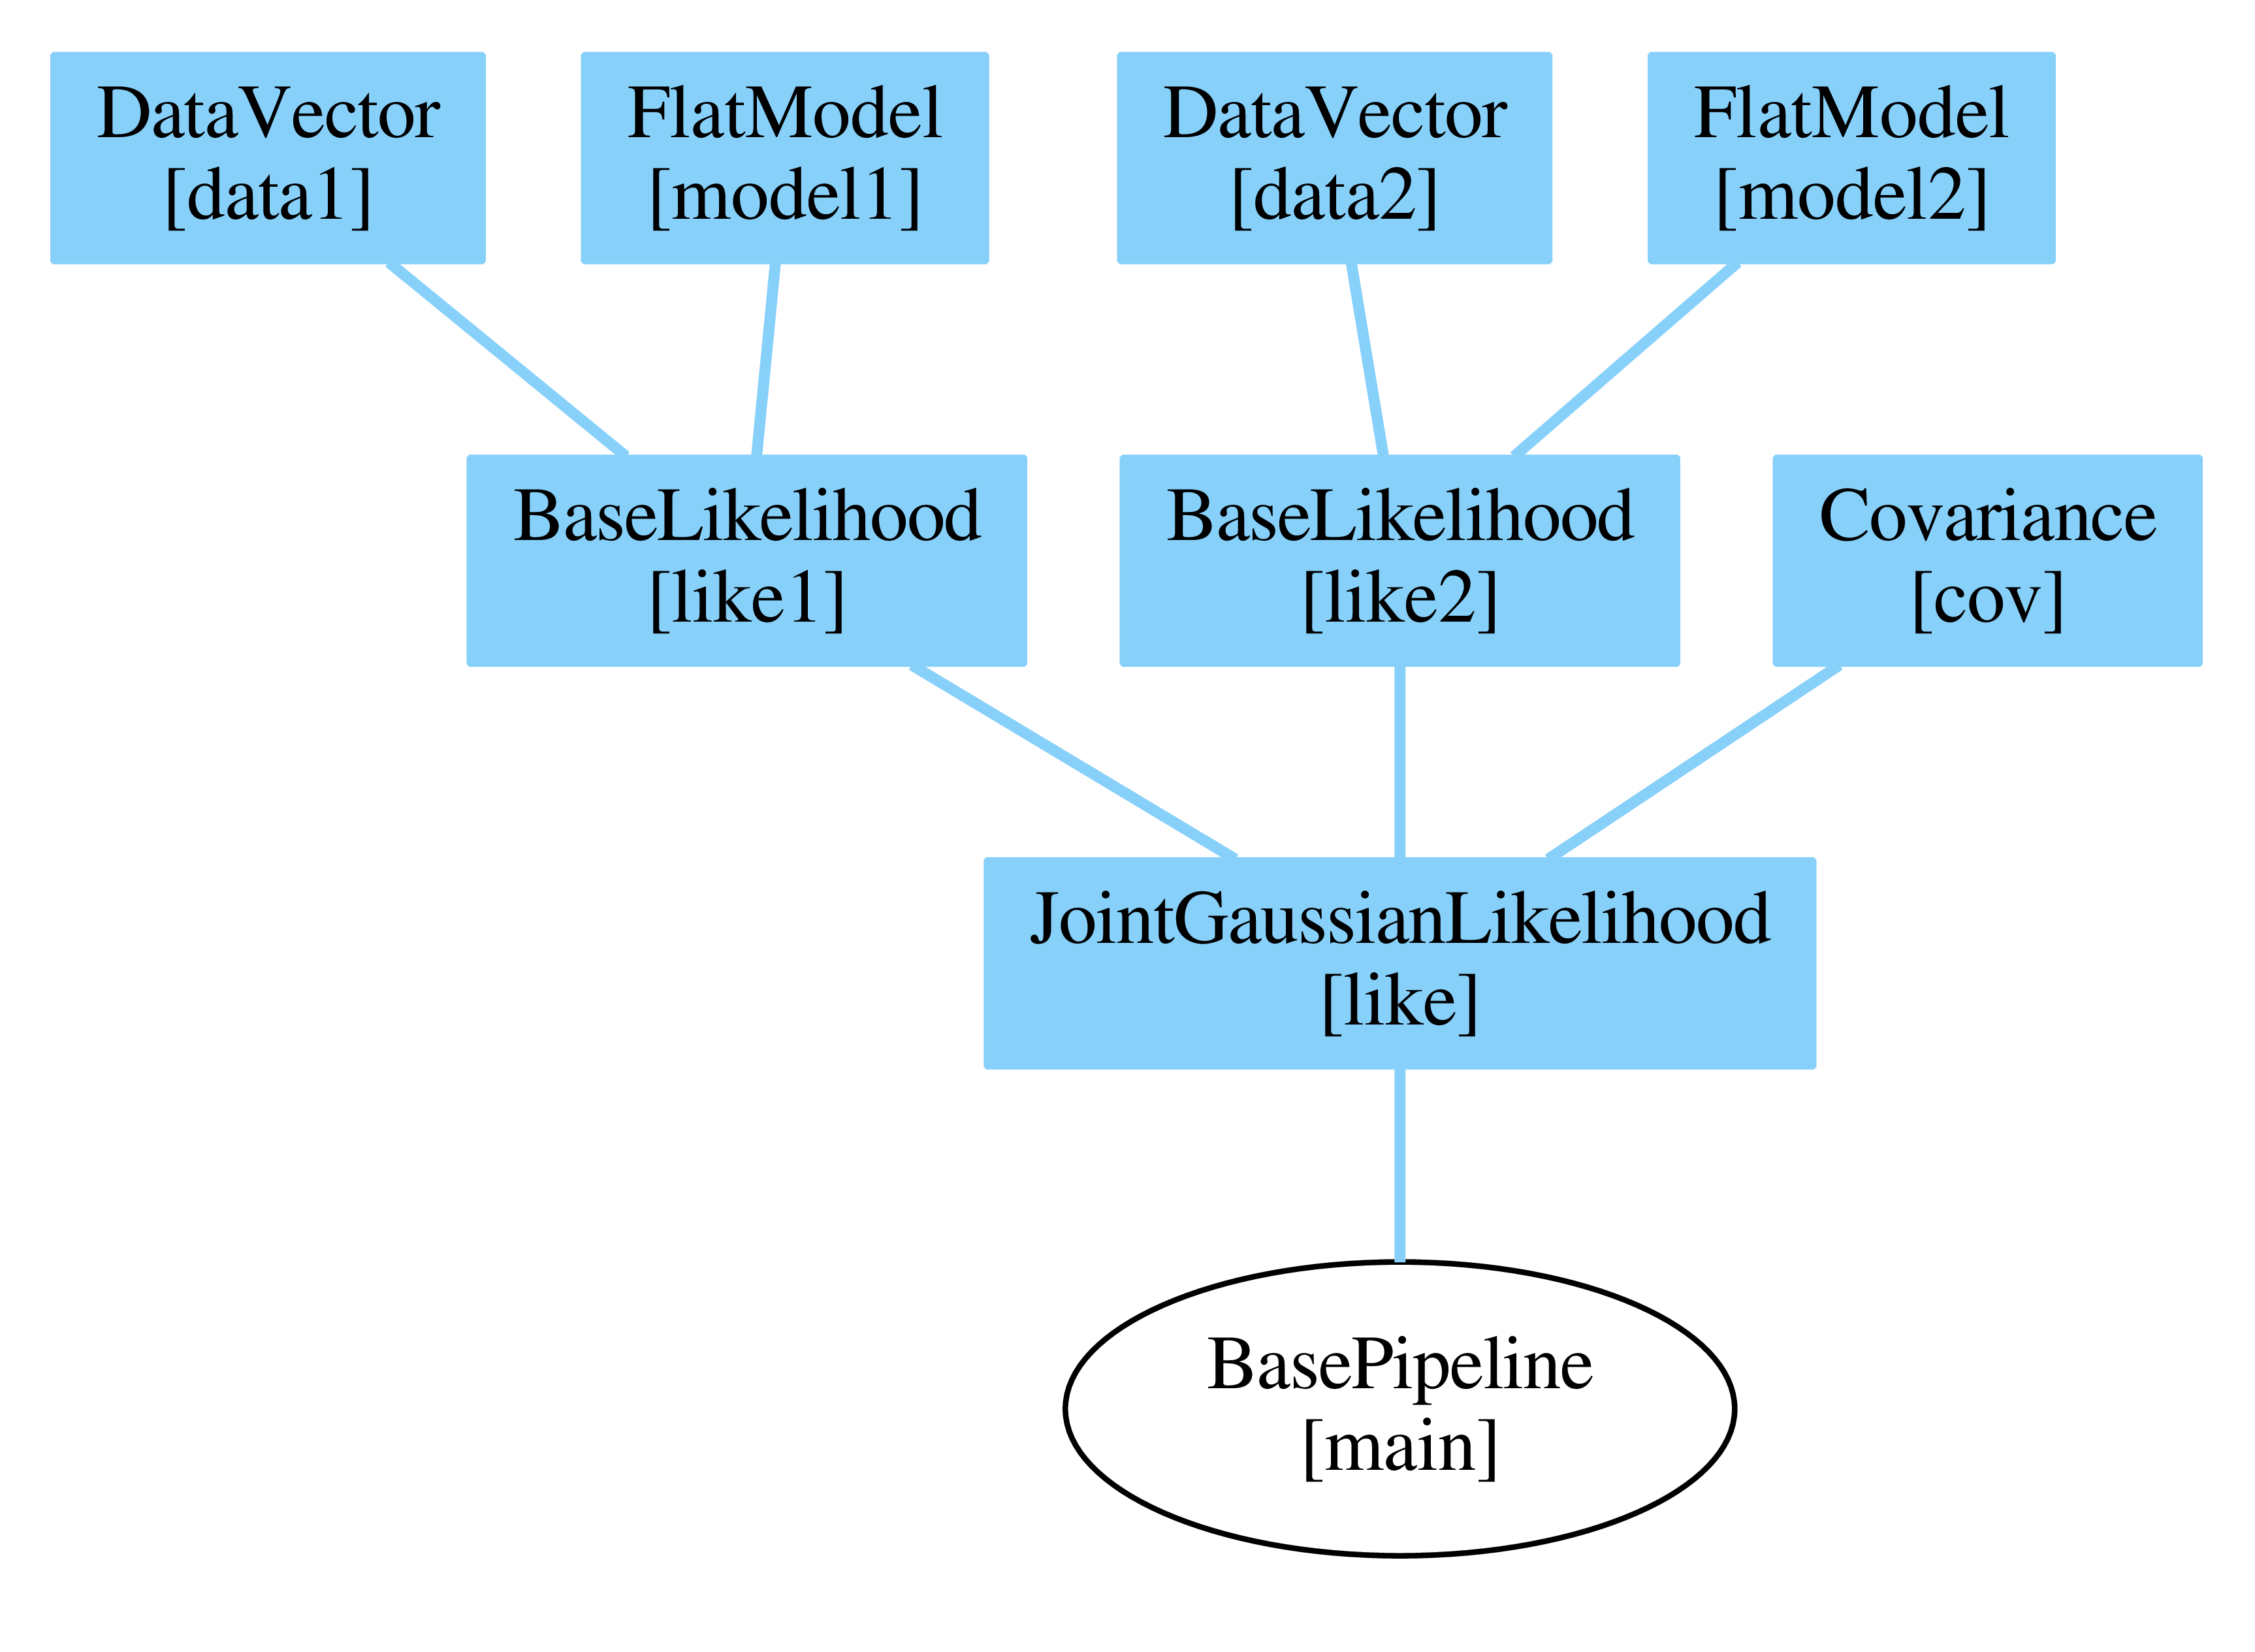 DataVector
[data1]
FlatModel
[model1]
DataVector
[data2]
FlatModel
[model2]
BaseLikelihood
[like1]
BaseLikelihood
[like2]
Covariance
[cov]
JointGaussianLikelihood
[like]
BasePipeline
[main]